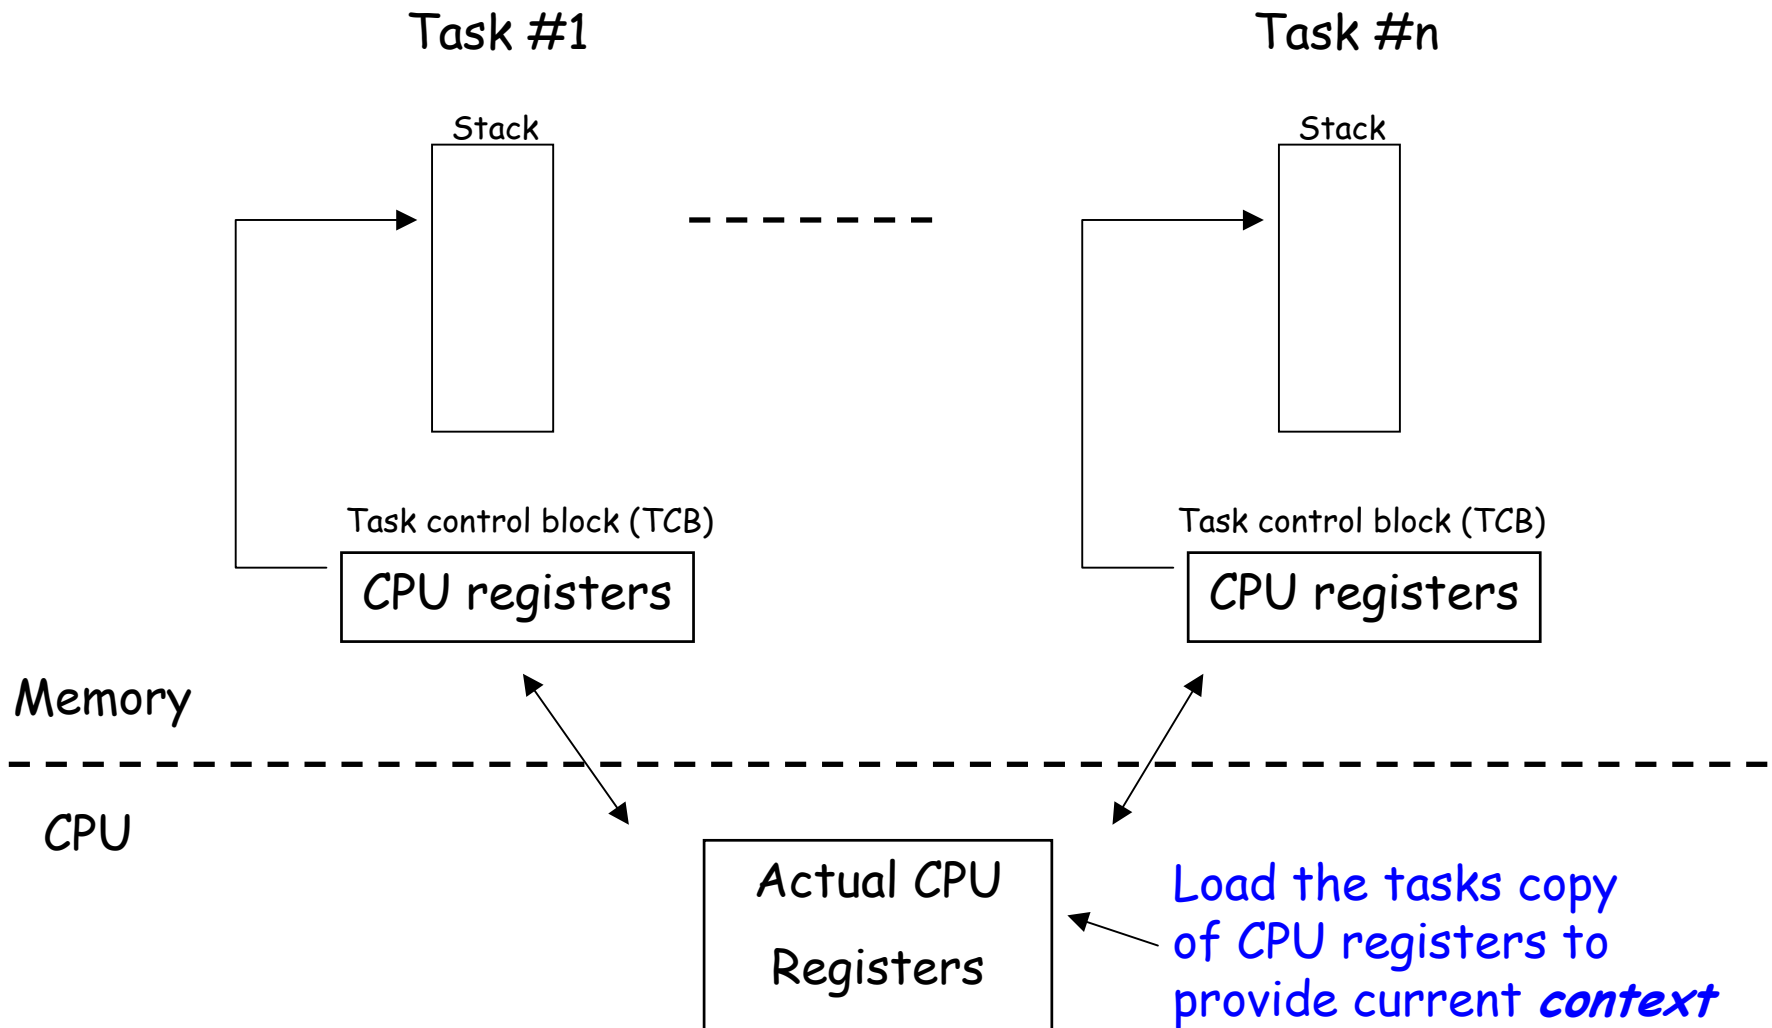 Task #1
Task #n
Stack
Stack
Task control block (TCB)
Task control block (TCB)
CPU registers
CPU registers
Memory
CPU
Actual CPU
Registers
Load the tasks copy
of CPU registers to
provide current context